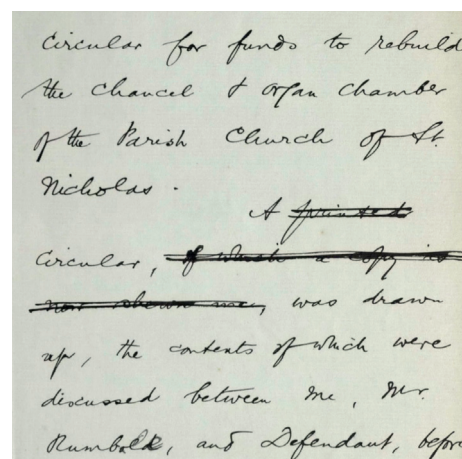 Circular for funds to rebuild
the Chancel & Organ Chamber
of the Parish Church of St.
Nicholas.
A printed
Circular, of which a copy is
now shewn me, was drawn
up, the contents of which were
discussed between me, Mr.
Rumbold, and Defendant, before